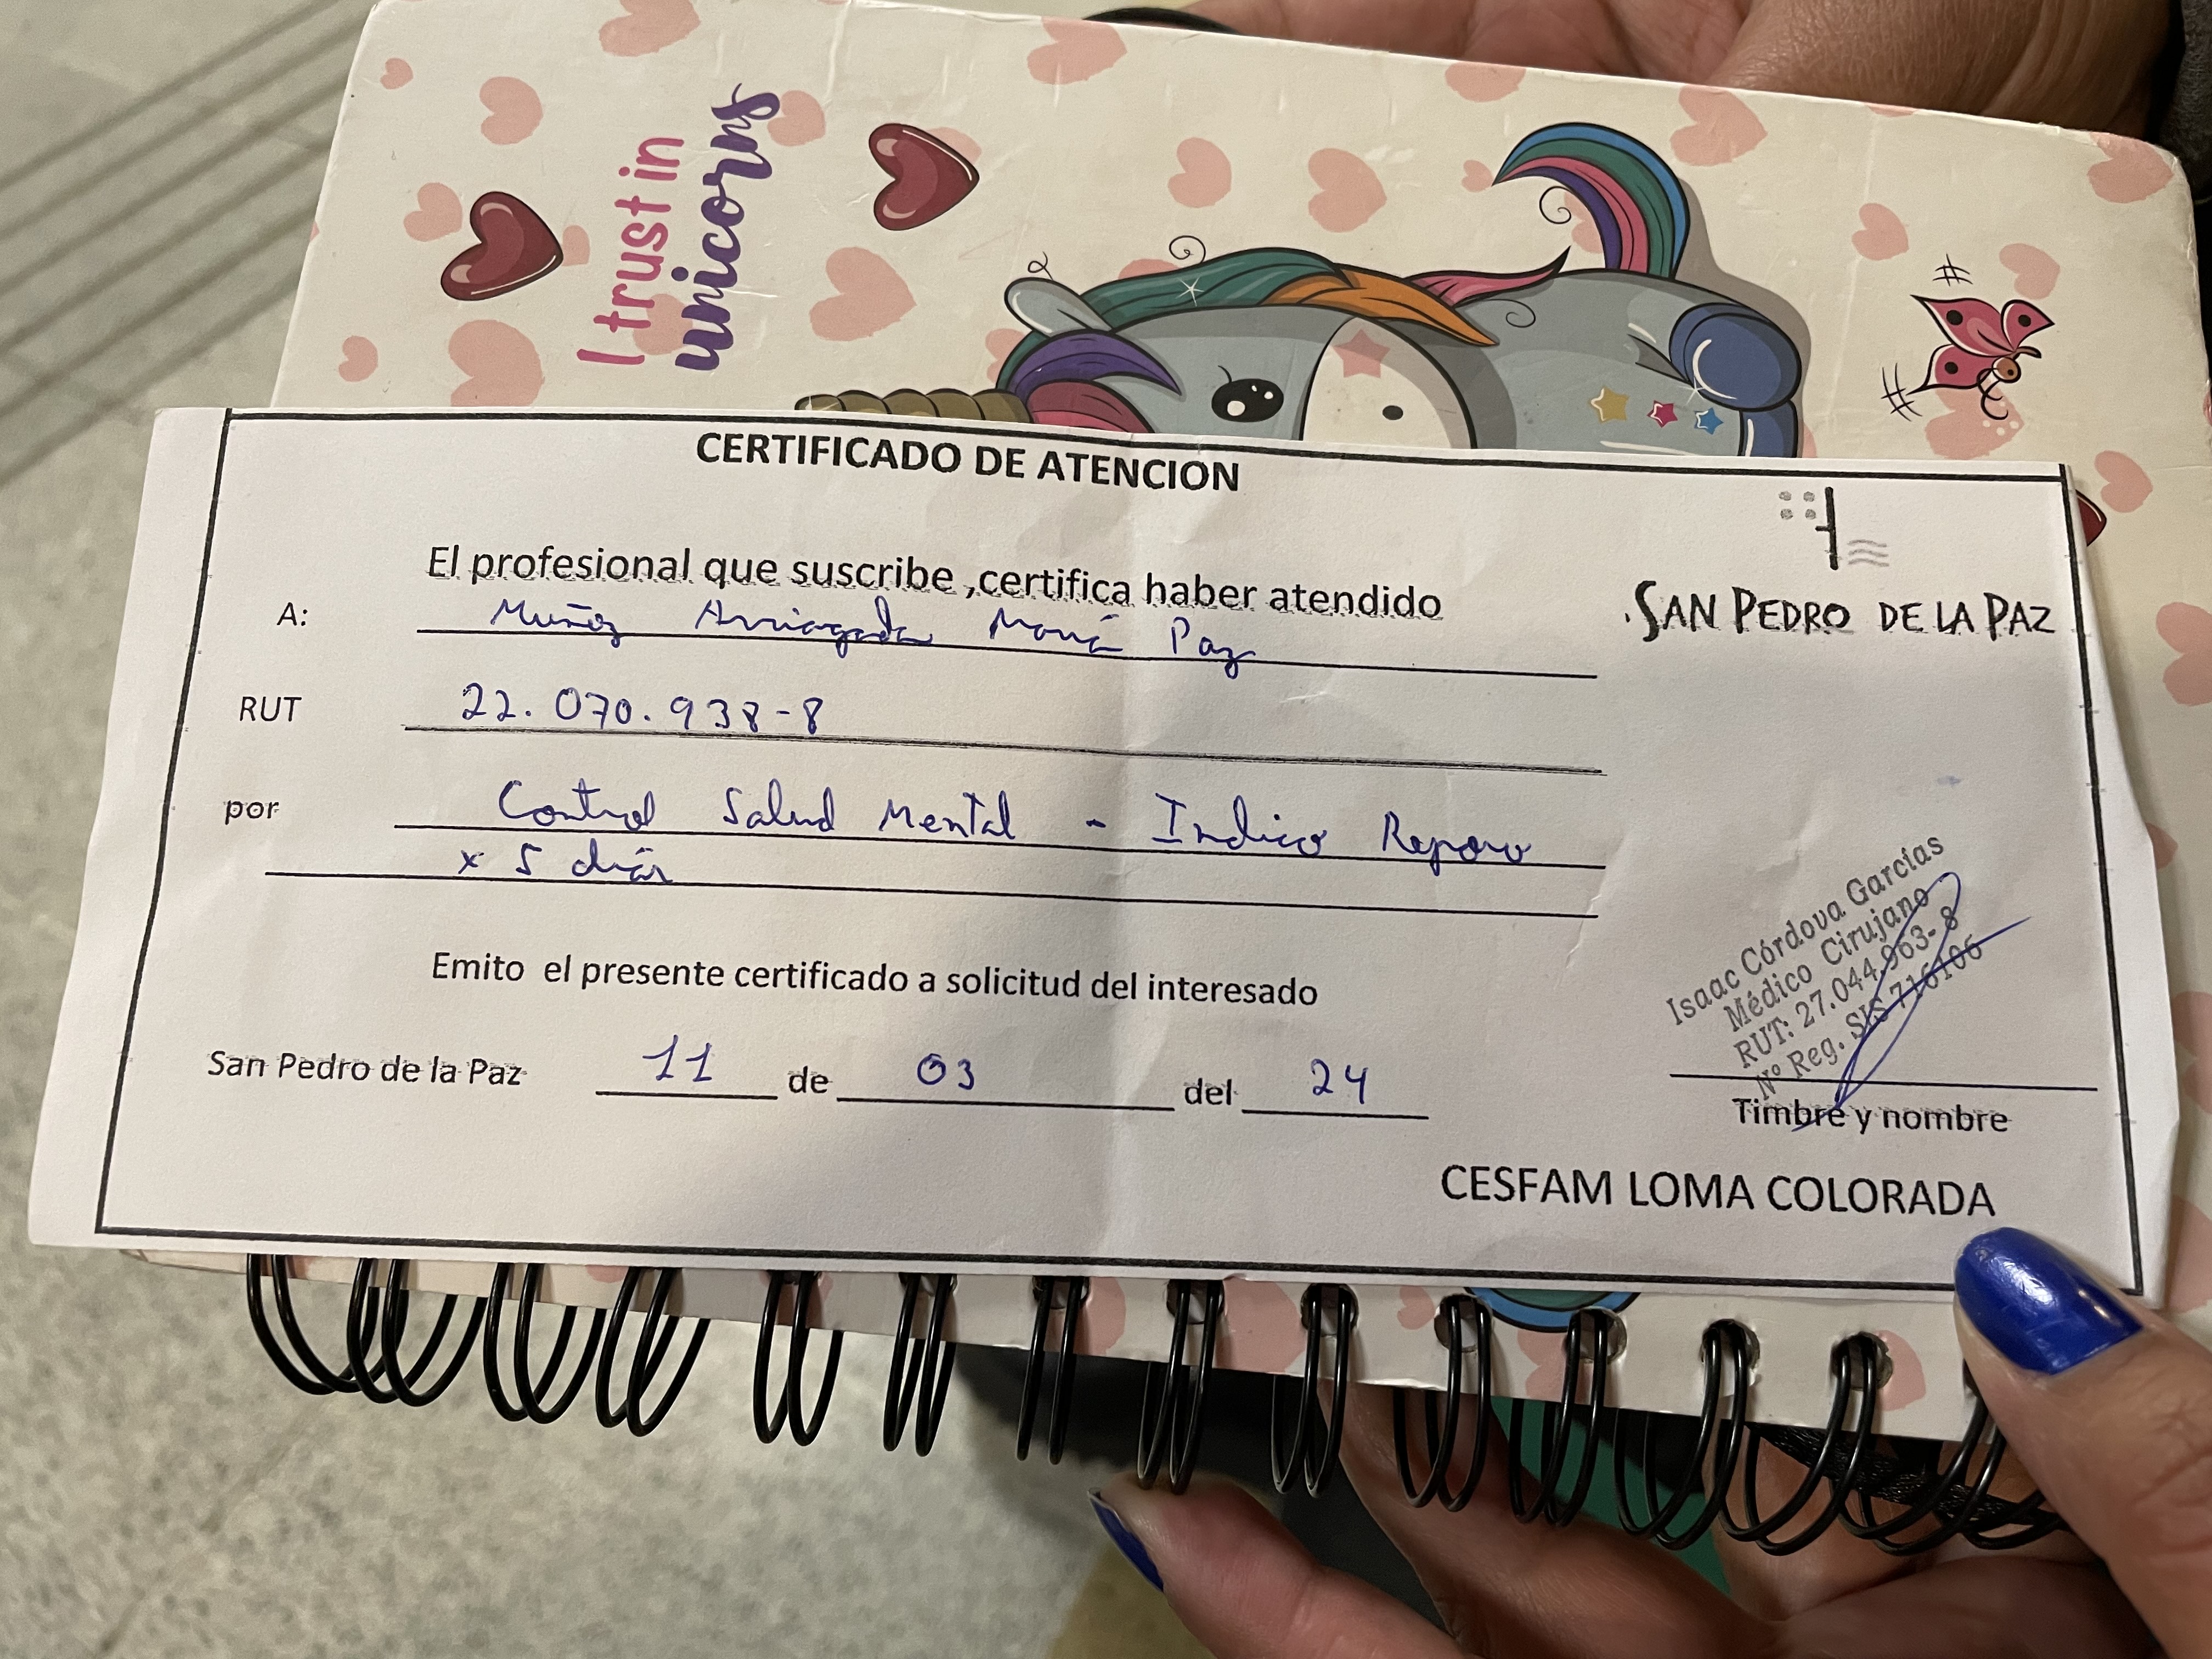 I trust in
unicorns
CERTIFICADO DE ATENCION
El profesional que suscribe ,certifica haber atendido
A: Muñoz Arriagada María Paz
SAN PEDRO DE LA PAZ
RUT 22.070.938-8
por Control Salud Mental - Indico Reposo
x 5 días
Emito el presente certificado a solicitud del interesado
San Pedro de la Paz 11 de 03 del 24
Isaac Córdova Garcías
Médico Cirujano
RUT: 27.044.963-8
Nº Reg. SIS 716106
Timbre y nombre
CESFAM LOMA COLORADA